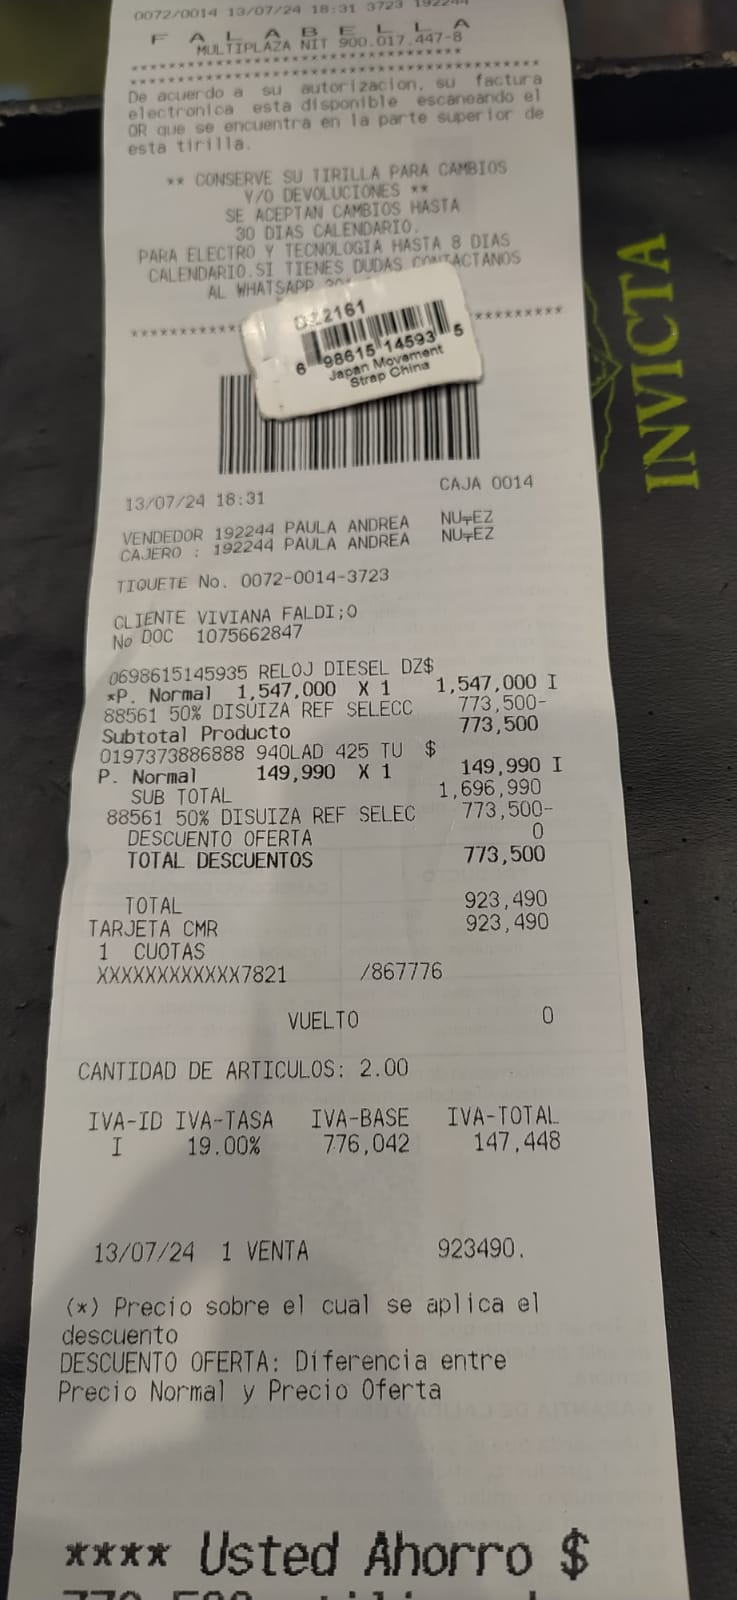 0072/0014 13/07/24 18:31 3723 192244
F A L A B E L L A
MULTIPLAZA NIT 900.017.447-8
**************************************
**************************************
De acuerdo a su autorizacion, su factura
electronica esta disponible escaneando el
QR que se encuentra en la parte superior de
esta tirilla.
** CONSERVE SU TIRILLA PARA CAMBIOS
Y/O DEVOLUCIONES **
SE ACEPTAN CAMBIOS HASTA
30 DIAS CALENDARIO.
PARA ELECTRO Y TECNOLOGIA HASTA 8 DIAS
CALENDARIO.SI TIENES DUDAS CONTACTANOS
AL WHATSAPP
DZ2161
6 98615 14593 5
Japan Movement
Strap China
INVICTA
13/07/24 18:31 CAJA 0014
VENDEDOR 192244 PAULA ANDREA NU╤EZ
CAJERO : 192244 PAULA ANDREA NU╤EZ
TIQUETE No. 0072-0014-3723
CLIENTE VIVIANA FALDI;O
No DOC 1075662847
0698615145935 RELOJ DIESEL DZ$
*P. Normal 1,547,000 X 1 1,547,000 I
88561 50% DISUIZA REF SELECC 773,500-
Subtotal Producto 773,500
0197373886888 940LAD 425 TU $
P. Normal 149,990 X 1 149,990 I
SUB TOTAL 1,696,990
88561 50% DISUIZA REF SELEC 773,500-
DESCUENTO OFERTA 0
TOTAL DESCUENTOS 773,500
TOTAL 923,490
TARJETA CMR 923,490
1 CUOTAS
XXXXXXXXXXXX7821 /867776
VUELTO 0
CANTIDAD DE ARTICULOS: 2.00
IVA-ID IVA-TASA IVA-BASE IVA-TOTAL
I 19.00% 776,042 147,448
13/07/24 1 VENTA 923490.
(*) Precio sobre el cual se aplica el
descuento
DESCUENTO OFERTA: Diferencia entre
Precio Normal y Precio Oferta
**** Usted Ahorro $